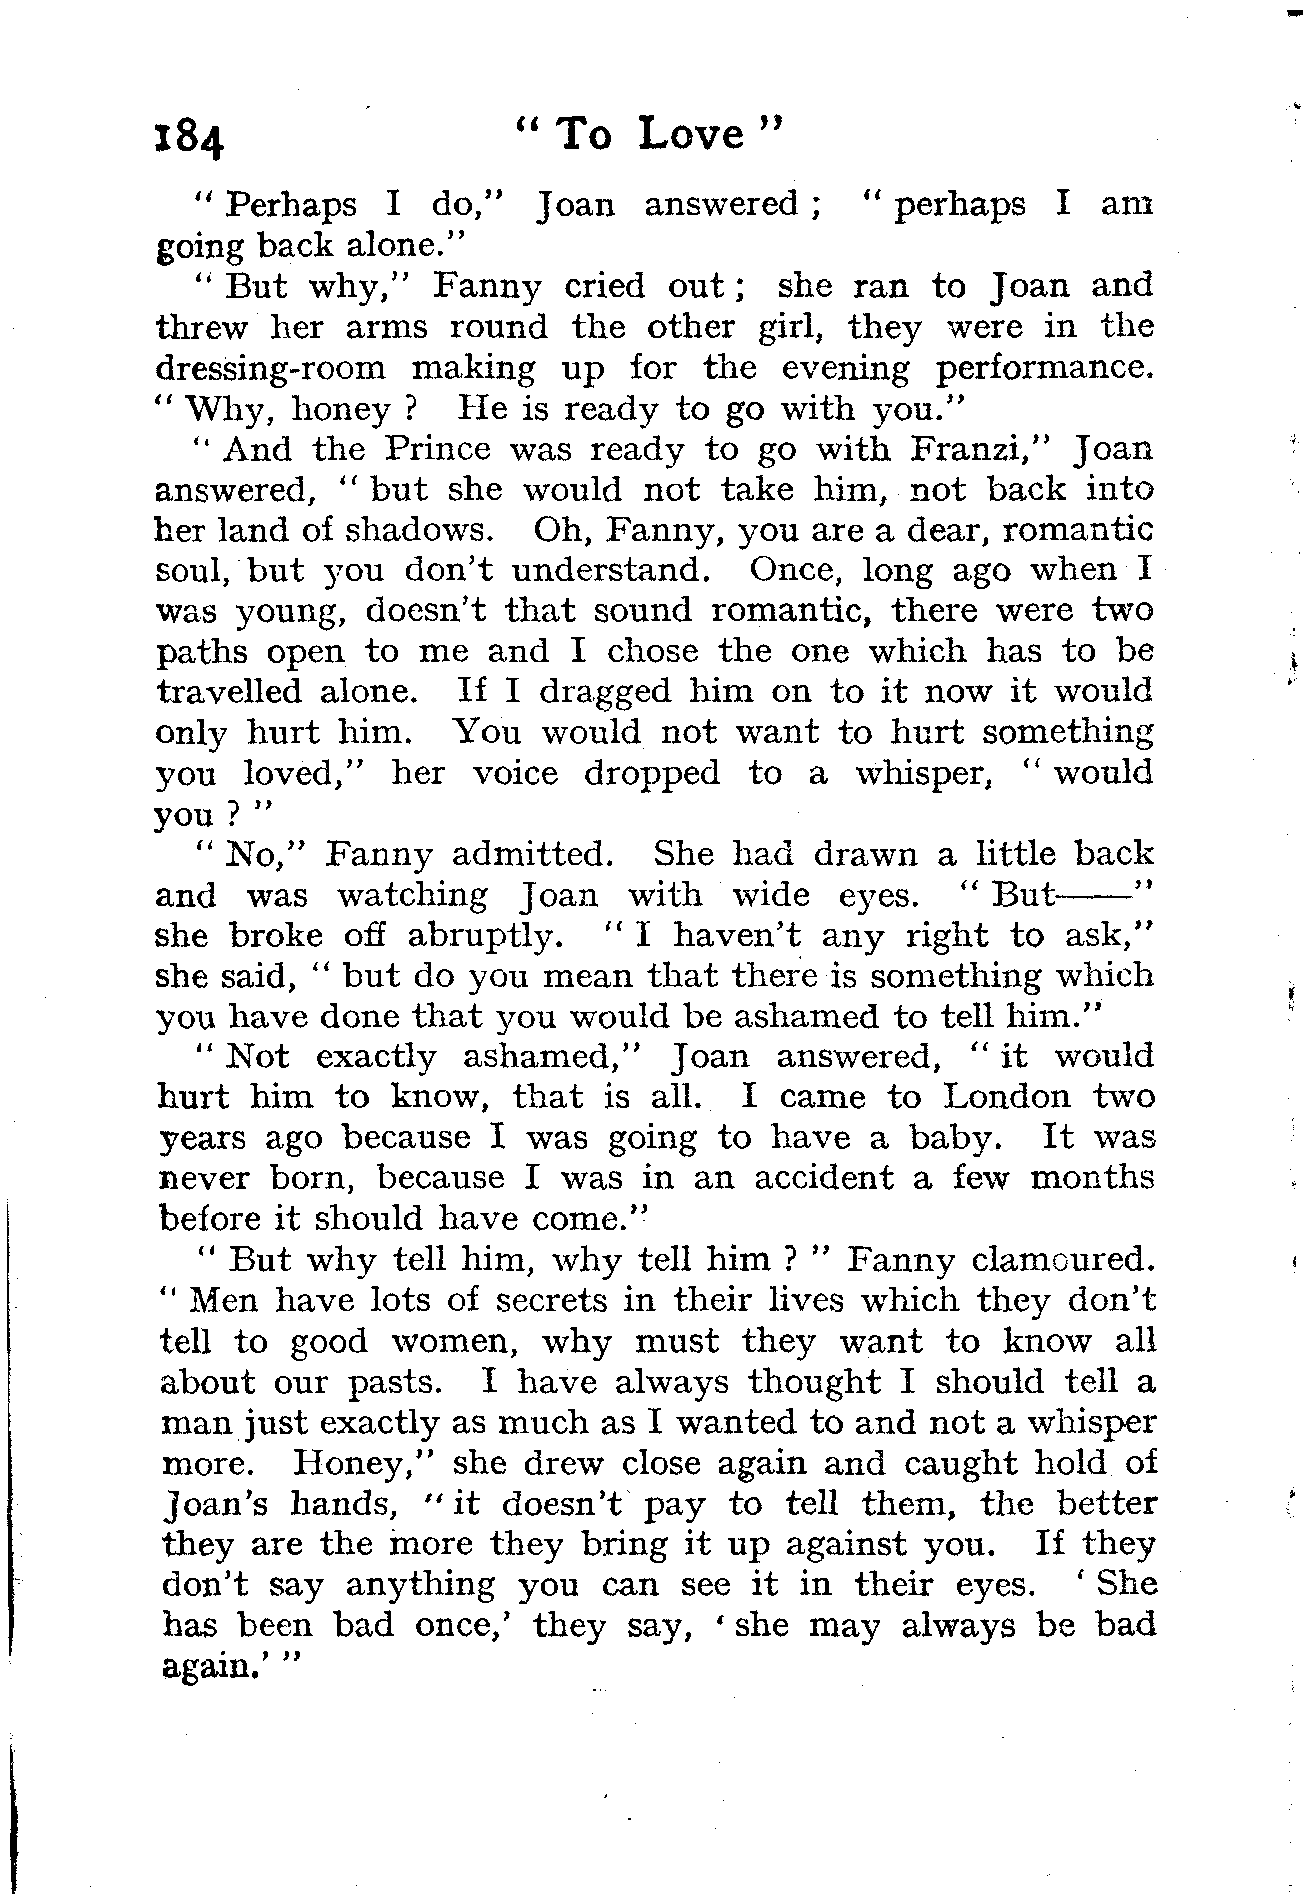 184 “ To Love ”
“ Perhaps I do,” Joan answered ; “ perhaps I am
going back alone.”
“ But why,” Fanny cried out ; she ran to Joan and
threw her arms round the other girl, they were in the
dressing-room making up for the evening performance.
“ Why, honey ? He is ready to go with you.”
“ And the Prince was ready to go with Franzi,” Joan
answered, “ but she would not take him, not back into
her land of shadows. Oh, Fanny, you are a dear, romantic
soul, but you don’t understand. Once, long ago when I
was young, doesn’t that sound romantic, there were two
paths open to me and I chose the one which has to be
travelled alone. If I dragged him on to it now it would
only hurt him. You would not want to hurt something
you loved,” her voice dropped to a whisper, “ would
you ? ”
“ No,” Fanny admitted. She had drawn a little back
and was watching Joan with wide eyes. “ But——”
she broke off abruptly. “ I haven’t any right to ask,”
she said, “ but do you mean that there is something which
you have done that you would be ashamed to tell him.”
“ Not exactly ashamed,” Joan answered, “ it would
hurt him to know, that is all. I came to London two
years ago because I was going to have a baby. It was
never born, because I was in an accident a few months
before it should have come.”
“ But why tell him, why tell him ? ” Fanny clamoured.
“ Men have lots of secrets in their lives which they don’t
tell to good women, why must they want to know all
about our pasts. I have always thought I should tell a
man just exactly as much as I wanted to and not a whisper
more. Honey,” she drew close again and caught hold of
Joan’s hands, “ it doesn’t pay to tell them, the better
they are the more they bring it up against you. If they
don’t say anything you can see it in their eyes. ‘ She
has been bad once,’ they say, ‘ she may always be bad
again.’ ”